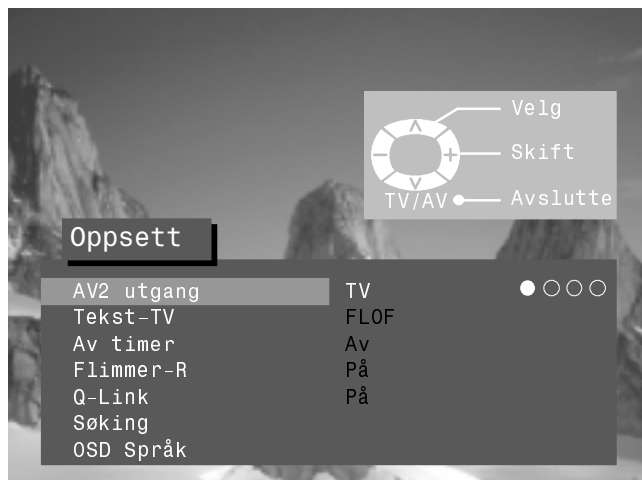 Velg
Skift
TV/AV Avslutte
Oppsett
AV2 utgang TV
Tekst-TV FLOF
Av timer Av
Flimmer-R På
Q-Link På
Søking
OSD Språk